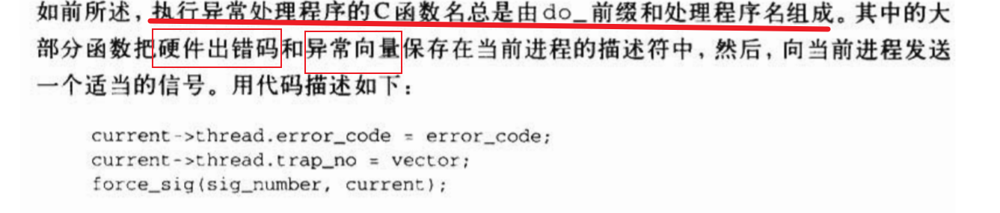 如前所述，执行异常处理程序的C函数名总是由do_前缀和处理程序名组成。其中的大
部分函数把硬件出错码和异常向量保存在当前进程的描述符中，然后，向当前进程发送
一个适当的信号。用代码描述如下：
current->thread.error_code = error_code;
current->thread.trap_no = vector;
force_sig(sig_number, current);